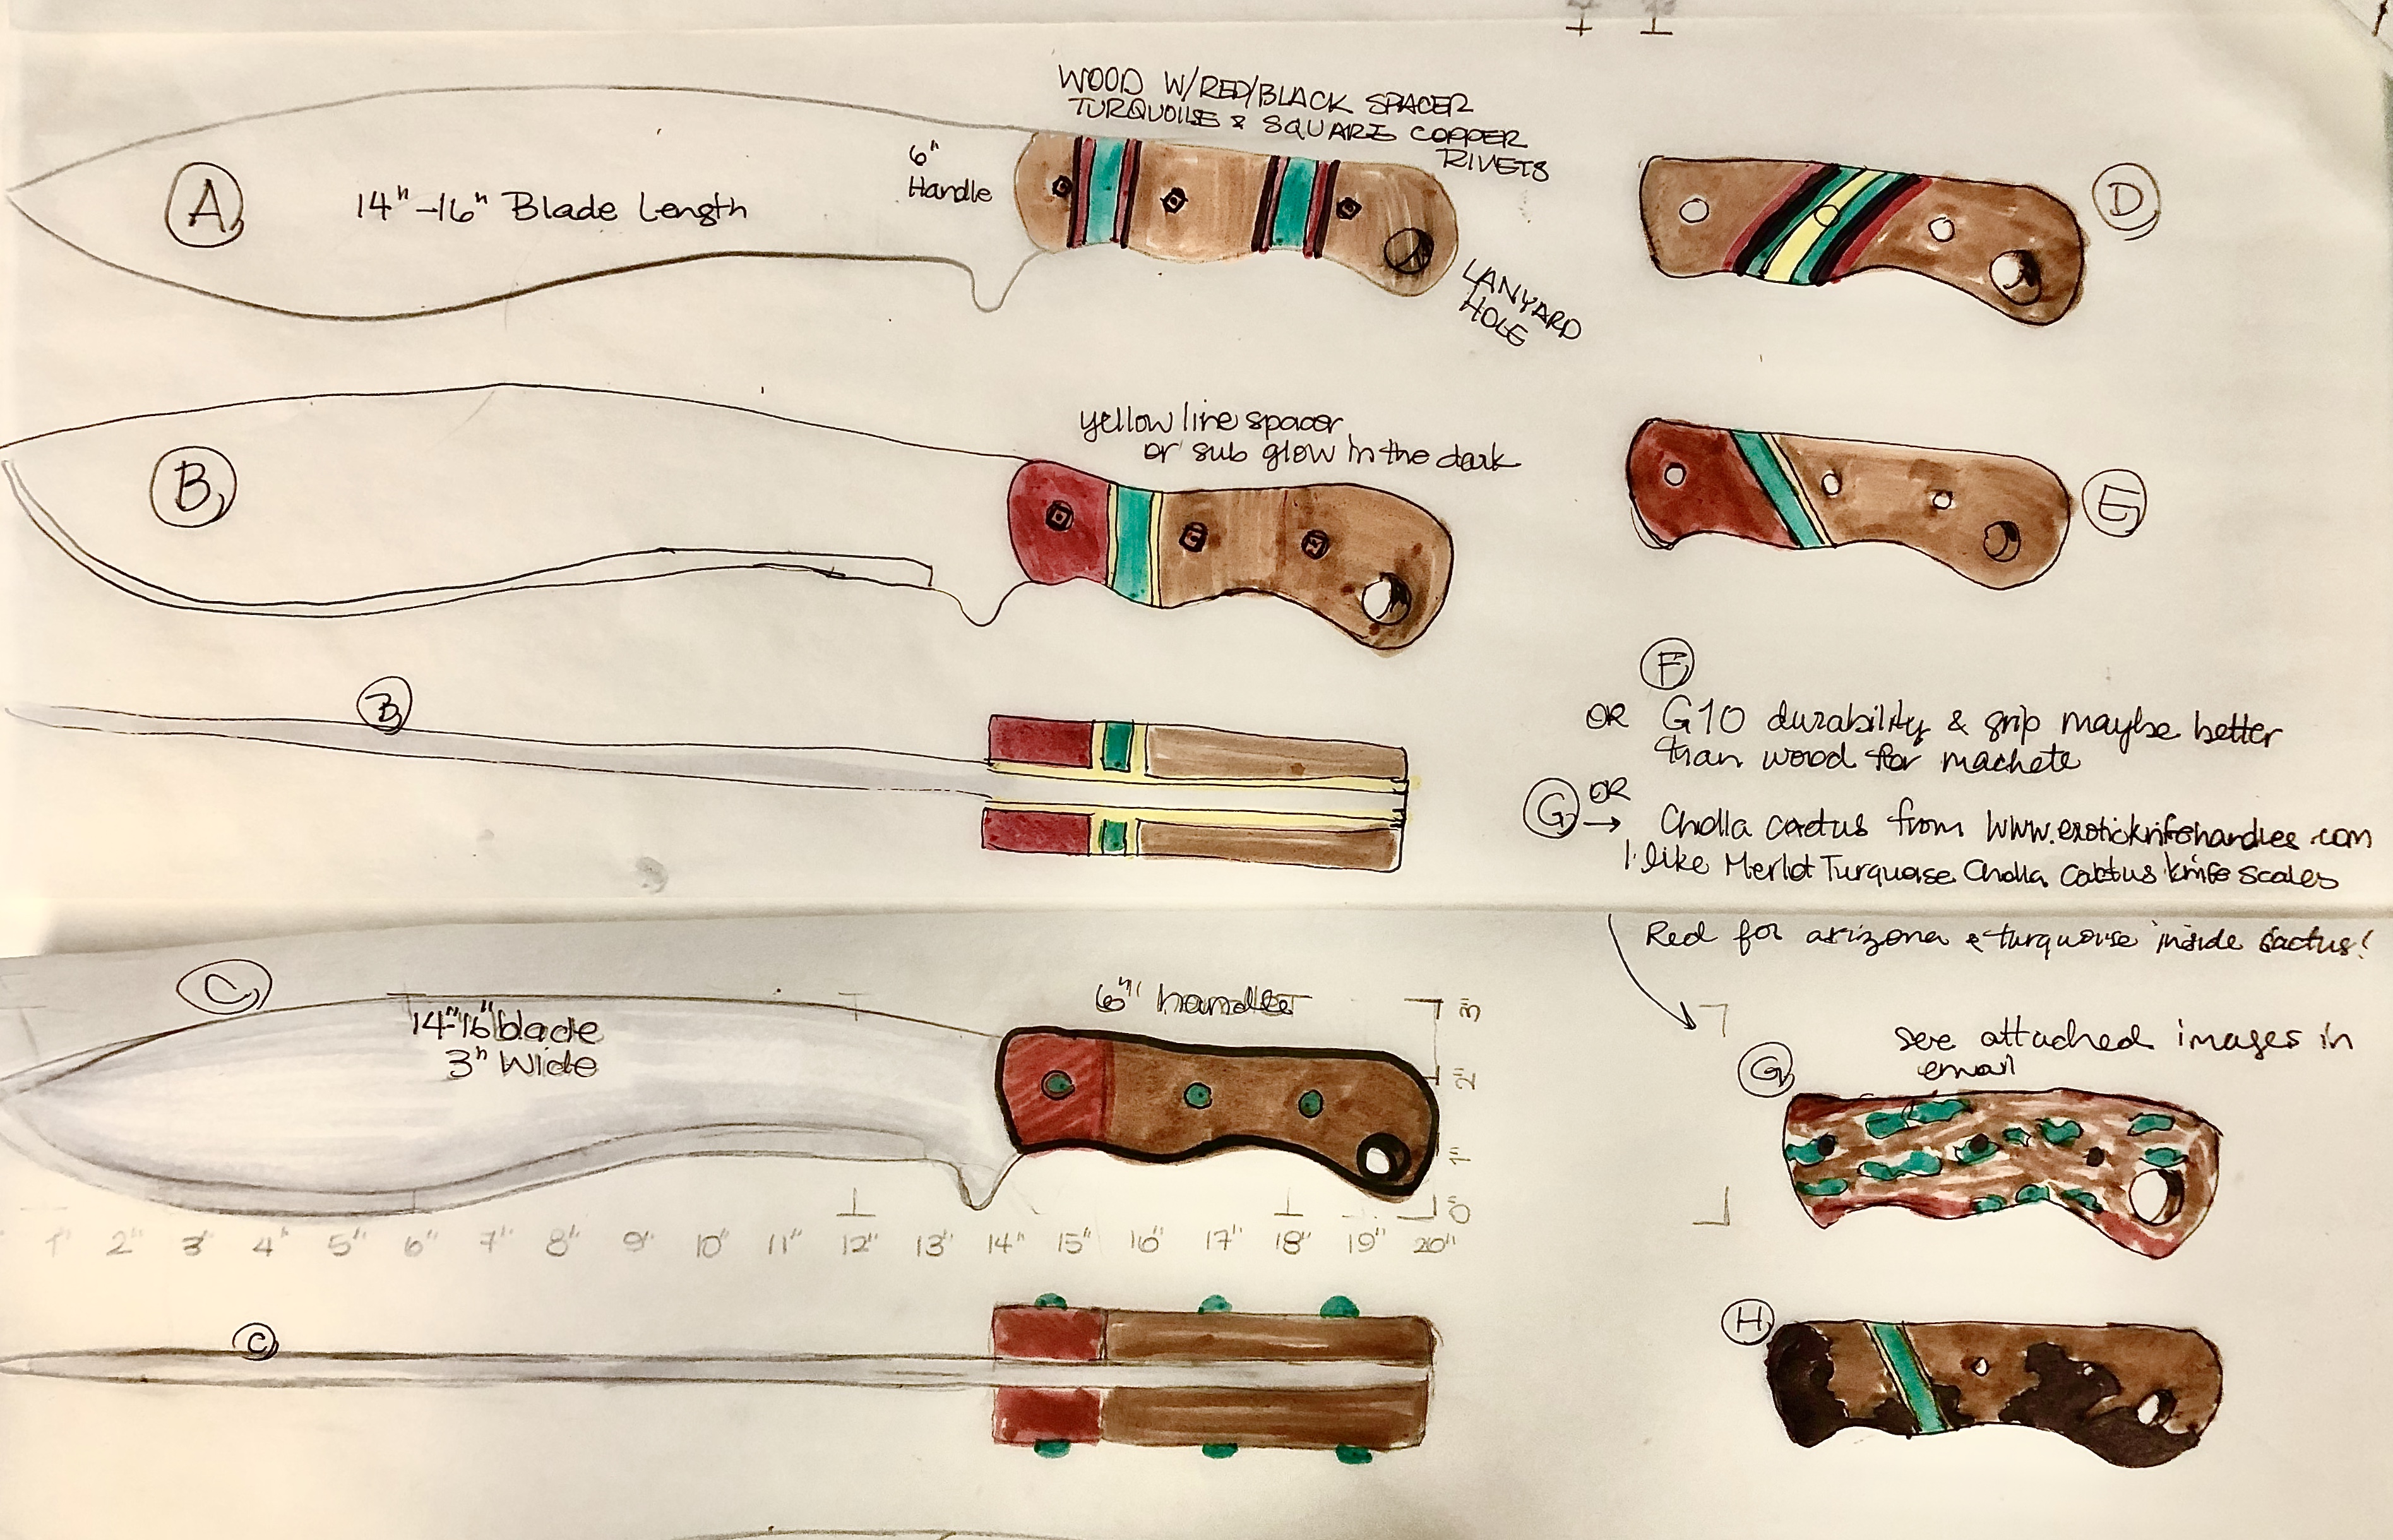 WOOD W/RED/BLACK SPACER
TURQUOISE & SQUARE COPPER
RIVETS
6"
Handle
A
14"-16" Blade Length
LANYARD
HOLE
D
yellow line spacer
or sub glow in the dark
B
E
B
F
OR G10 durability & grip maybe better
than wood for machete
G OR
→ Cholla cactus from www.exoticknifehandles.com
I like Merlot Turquoise Cholla Cactus knife scales
Red for arizona & turquoise inside cactus!
C
14"-16" blade
3" Wide
6" handle
3"
2"
1"
0"
see attached images in
email
G
1" 2" 3" 4" 5" 6" 7" 8" 9" 10" 11" 12" 13" 14" 15" 16" 17" 18" 19" 20"
C
H